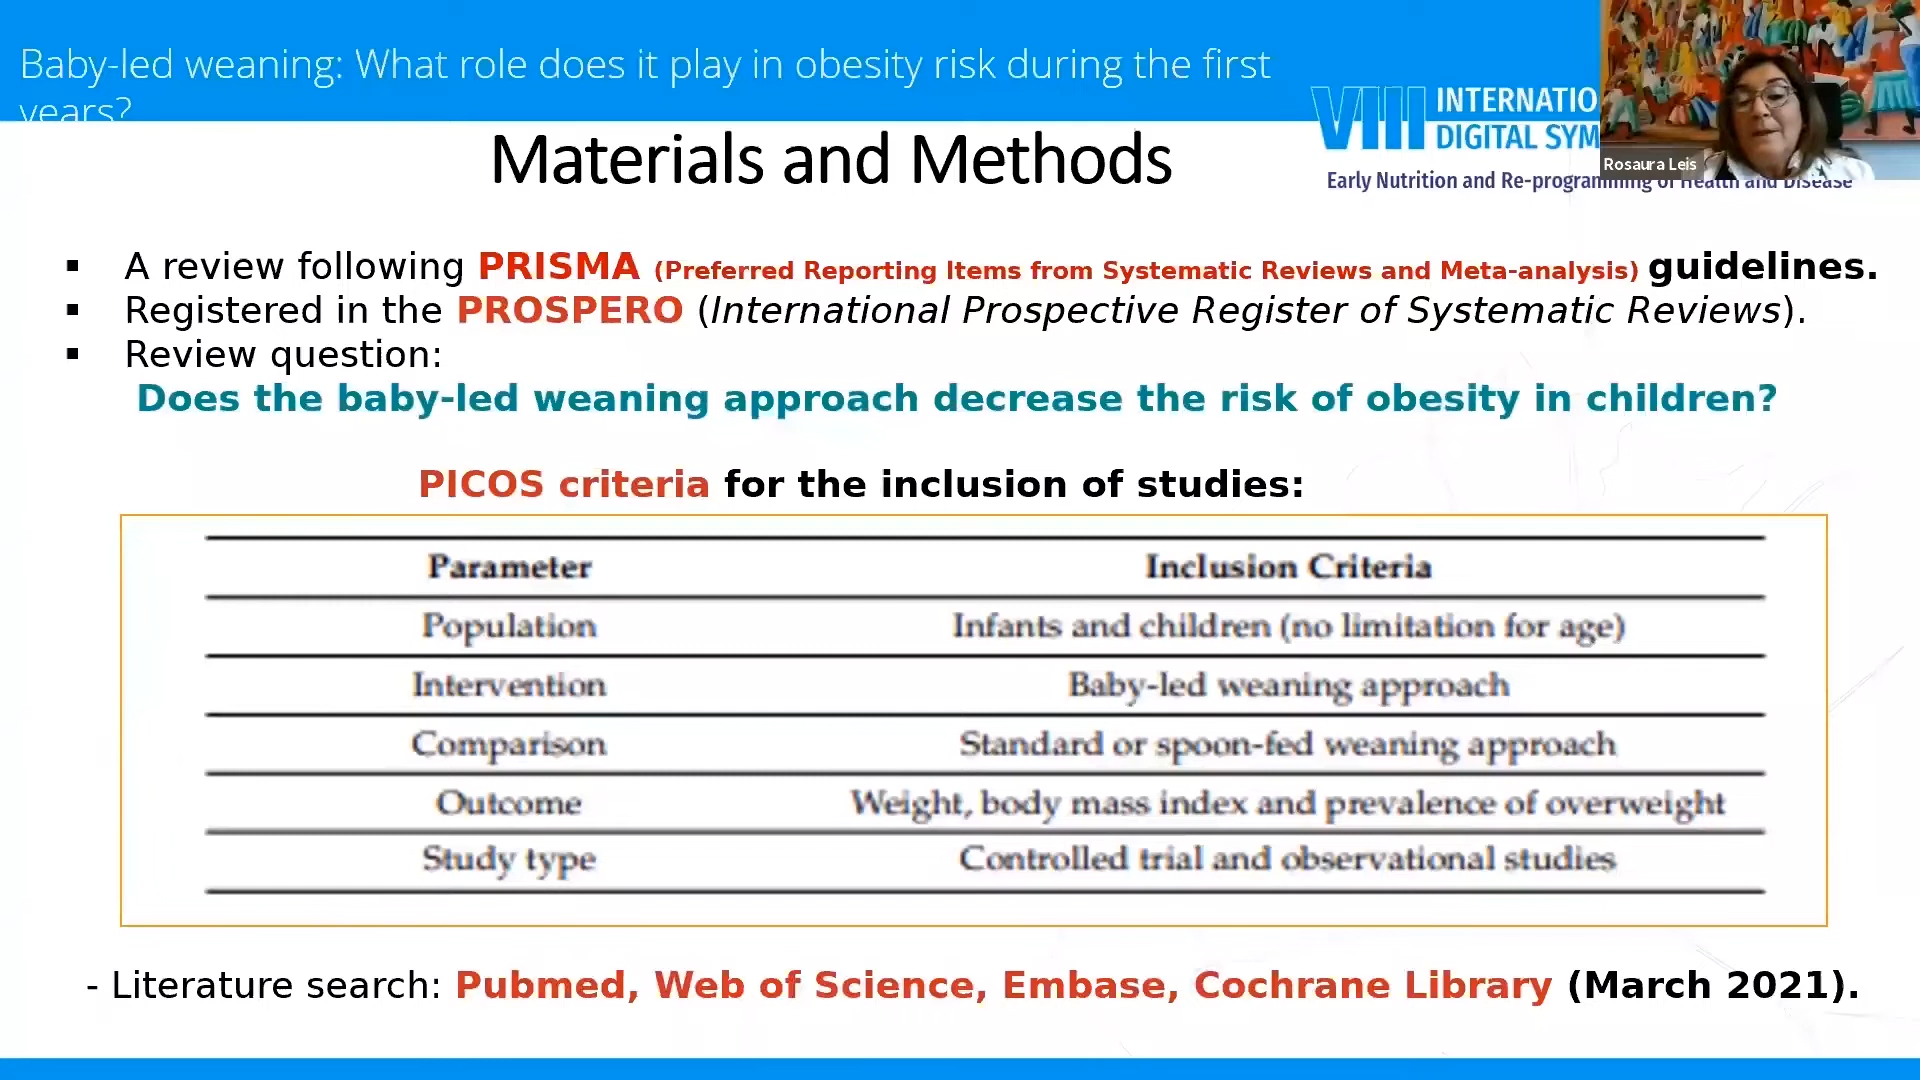 Baby-led weaning: What role does it play in obesity risk during the first
years?
VIII INTERNATIO
DIGITAL SYM
Early Nutrition and Re-programming of Health and Disease
Rosaura Leis
Materials and Methods
▪ A review following PRISMA (Preferred Reporting Items from Systematic Reviews and Meta-analysis) guidelines.
▪ Registered in the PROSPERO (International Prospective Register of Systematic Reviews).
▪ Review question:
Does the baby-led weaning approach decrease the risk of obesity in children?
PICOS criteria for the inclusion of studies:
Parameter Inclusion Criteria
Population Infants and children (no limitation for age)
Intervention Baby-led weaning approach
Comparison Standard or spoon-fed weaning approach
Outcome Weight, body mass index and prevalence of overweight
Study type Controlled trial and observational studies
- Literature search: Pubmed, Web of Science, Embase, Cochrane Library (March 2021).